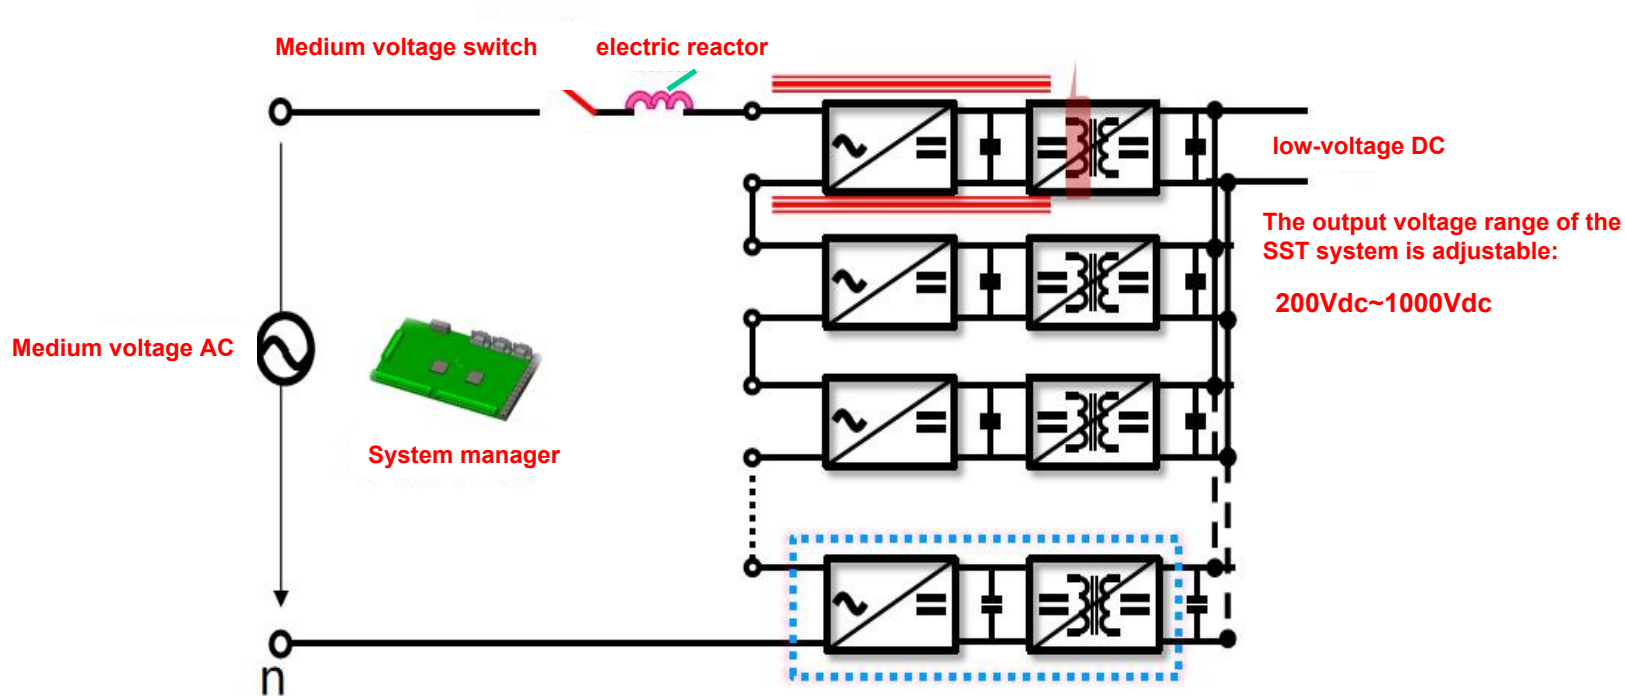 Medium voltage switch
electric reactor
low-voltage DC
The output voltage range of the
SST system is adjustable:
200Vdc~1000Vdc
Medium voltage AC
System manager
n